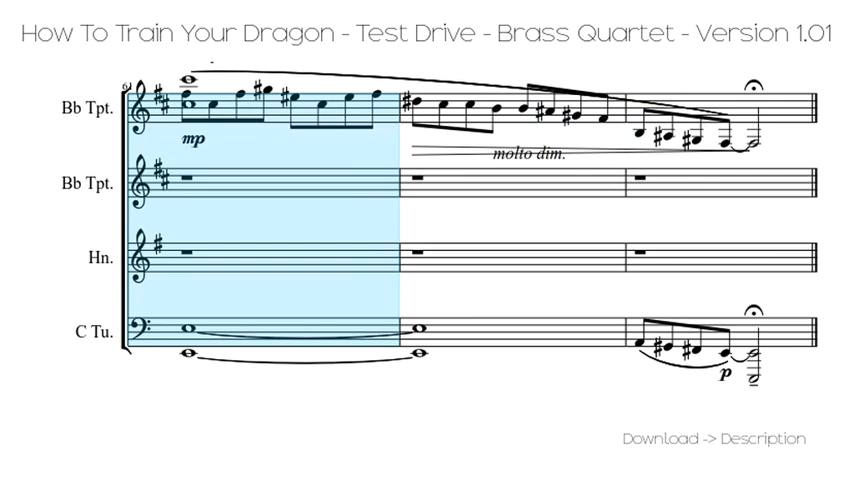 How To Train Your Dragon - Test Drive - Brass Quartet - Version 1.01
Bb Tpt.
mp
molto dim.
Bb Tpt.
Hn.
C Tu.
p
Download -> Description